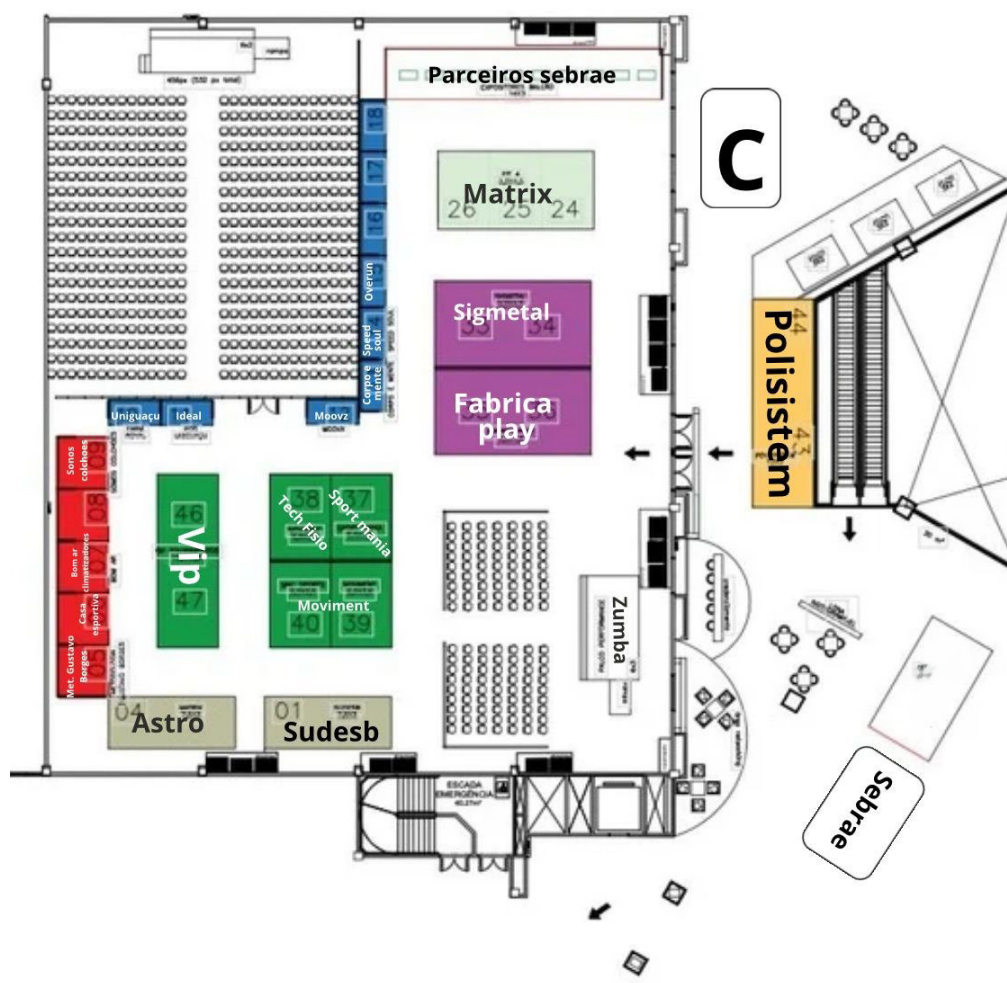 Parceiros sebrae
C
18
17
16
Matrix
26 25 24
Overun
Speed
soul
Corpo e
mente
Sigmetal
33 34
Fabrica
play
44
Polisistem
43
Uniguaçu
Ideal
Moovz
Sonos
colchoes
09
08
Bom ar
climatizadores
07
Casa
esportiva
Met. Gustavo
Borges
05
46
Vip
47
38
Tech Fisio
37
Sport mania
Moviment
40 39
Zumba
04
Astro
01
Sudesb
ESCADA
EMERGÊNCIA
Sebrae